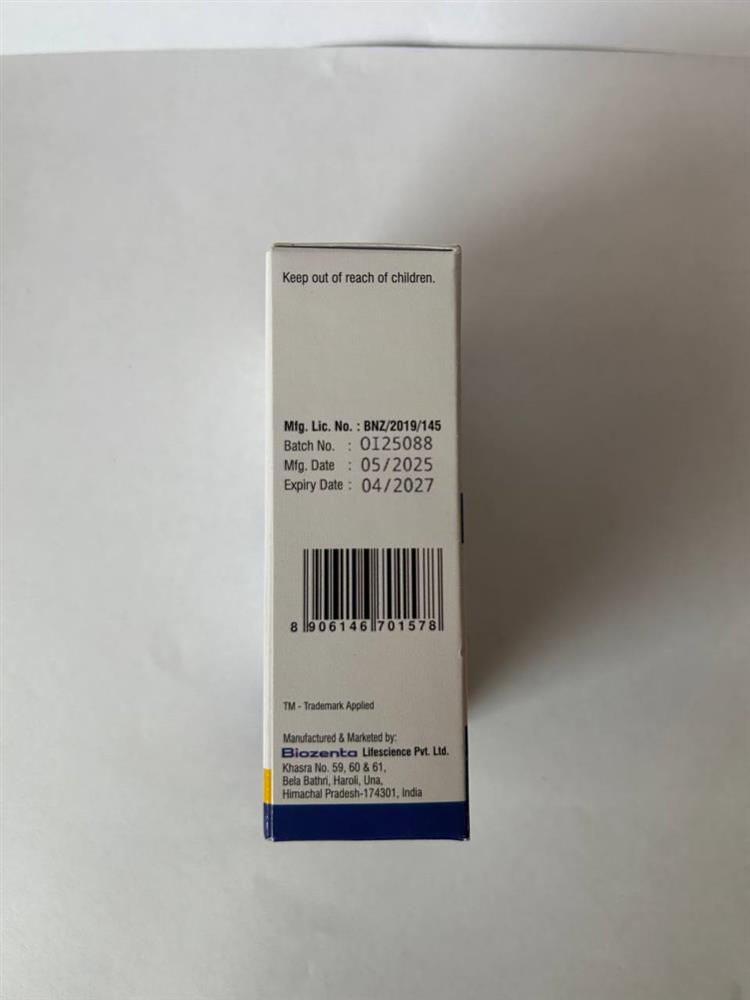 Keep out of reach of children.
Mfg. Lic. No. : BNZ/2019/145
Batch No. : OI25088
Mfg. Date : 05/2025
Expiry Date : 04/2027
8 906146 701578
TM - Trademark Applied
Manufactured & Marketed by:
Biozenta Lifescience Pvt. Ltd.
Khasra No. 59, 60 & 61,
Bela Bathri, Haroli, Una,
Himachal Pradesh-174301, India